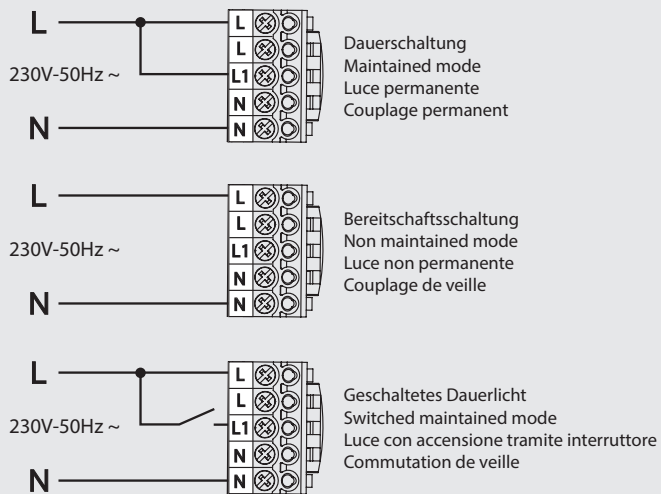 L
230V-50Hz ~
N
L
L
L1
N
N
Dauerschaltung
Maintained mode
Luce permanente
Couplage permanent
L
230V-50Hz ~
N
L
L
L1
N
N
Bereitschaftsschaltung
Non maintained mode
Luce non permanente
Couplage de veille
L
230V-50Hz ~
N
L
L
L1
N
N
Geschaltetes Dauerlicht
Switched maintained mode
Luce con accensione tramite interruttore
Commutation de veille